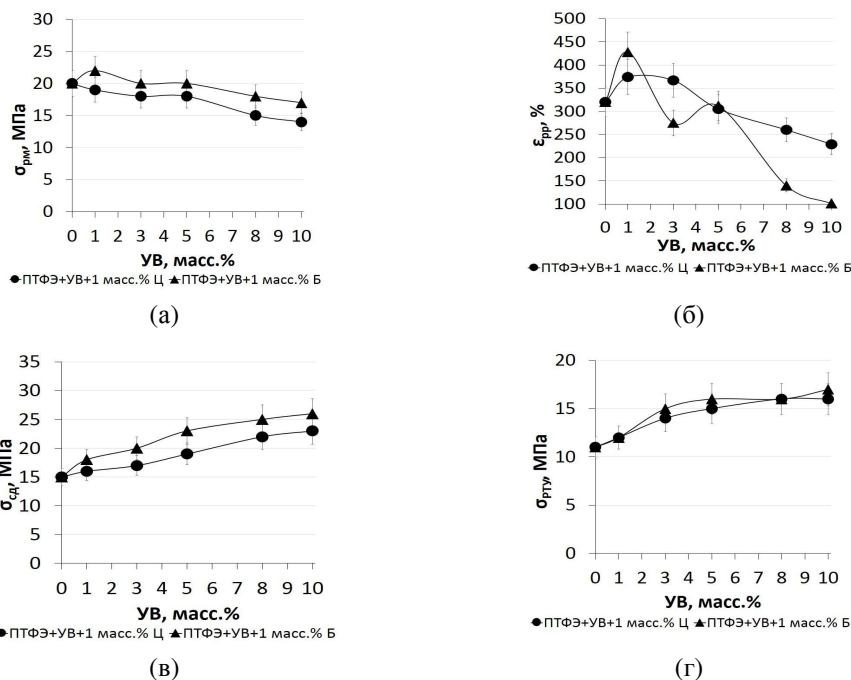 30
25
20
15
10
5
0
σрм, МПа
0 1 2 3 4 5 6 7 8 9 10
УВ, масс.%
ПТФЭ+УВ+1 масс.% Ц ПТФЭ+УВ+1 масс.% Б
(а)
500
450
400
350
300
250
200
150
100
εрр, %
0 1 2 3 4 5 6 7 8 9 10
УВ, масс.%
ПТФЭ+УВ+1 масс.% Ц ПТФЭ+УВ+1 масс.% Б
(б)
35
30
25
20
15
10
5
0
σсд, МПа
0 1 2 3 4 5 6 7 8 9 10
УВ, масс.%
ПТФЭ+УВ+1 масс.% Ц ПТФЭ+УВ+1 масс.% Б
(в)
20
15
10
5
0
σРТУ, МПа
0 1 2 3 4 5 6 7 8 9 10
УВ, масс.%
ПТФЭ+УВ+1 масс.% Ц ПТФЭ+УВ+1 масс.% Б
(г)